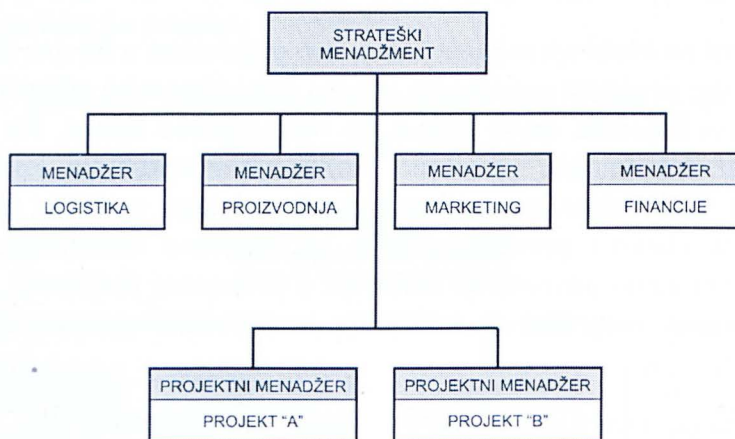 STRATEŠKI
MENADŽMENT
MENADŽER
LOGISTIKA
MENADŽER
PROIZVODNJA
MENADŽER
MARKETING
MENADŽER
FINANCIJE
PROJEKTNI MENADŽER
PROJEKT “A”
PROJEKTNI MENADŽER
PROJEKT “B”